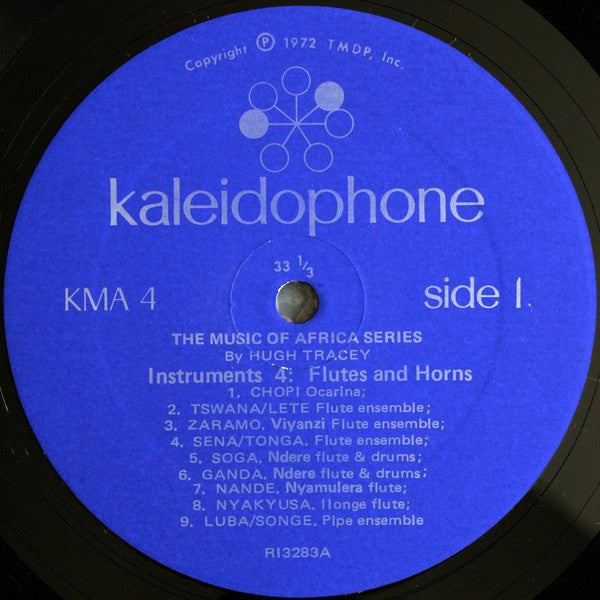 Copyright ℗ 1972 TMDP, Inc.
kaleidophone
33 1/3
KMA 4
side 1.
THE MUSIC OF AFRICA SERIES
By HUGH TRACEY
Instruments 4: Flutes and Horns
1. CHOPI Ocarina;
2. TSWANA/LETE Flute ensemble;
3. ZARAMO. Viyanzi Flute ensemble;
4. SENA/TONGA. Flute ensemble;
5. SOGA. Ndere flute & drums;
6. GANDA. Ndere flute & drums;
7. NANDE. Nyamulera flute;
8. NYAKYUSA. Ilonge flute;
9. LUBA/SONGE. Pipe ensemble
RI3283A